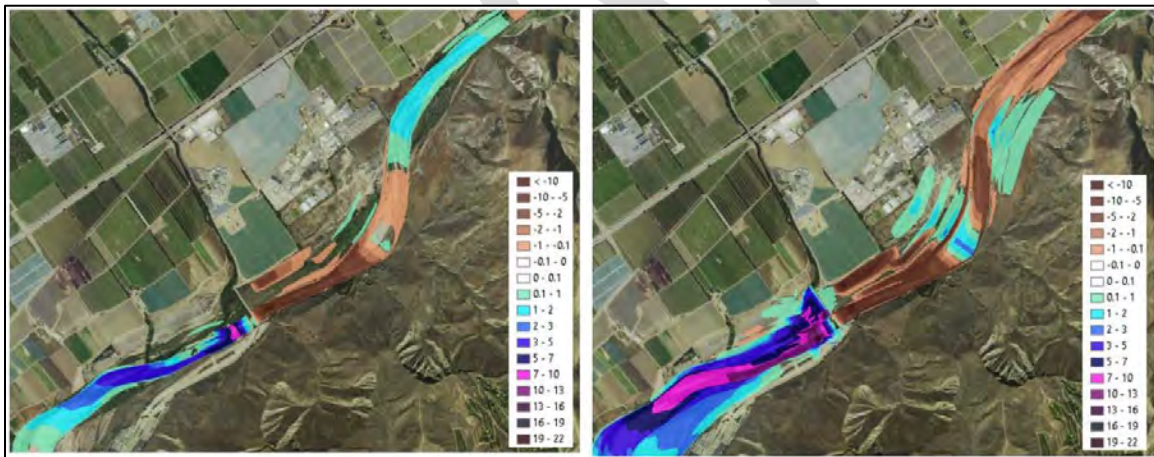 < -10
-10 - -5
-5 - -2
-2 - -1
-1 - -0.1
-0.1 - 0
0 - 0.1
0.1 - 1
1 - 2
2 - 3
3 - 5
5 - 7
7 - 10
10 - 13
13 - 16
16 - 19
19 - 22
< -10
-10 - -5
-5 - -2
-2 - -1
-1 - -0.1
-0.1 - 0
0 - 0.1
0.1 - 1
1 - 2
2 - 3
3 - 5
5 - 7
7 - 10
10 - 13
13 - 16
16 - 19
19 - 22